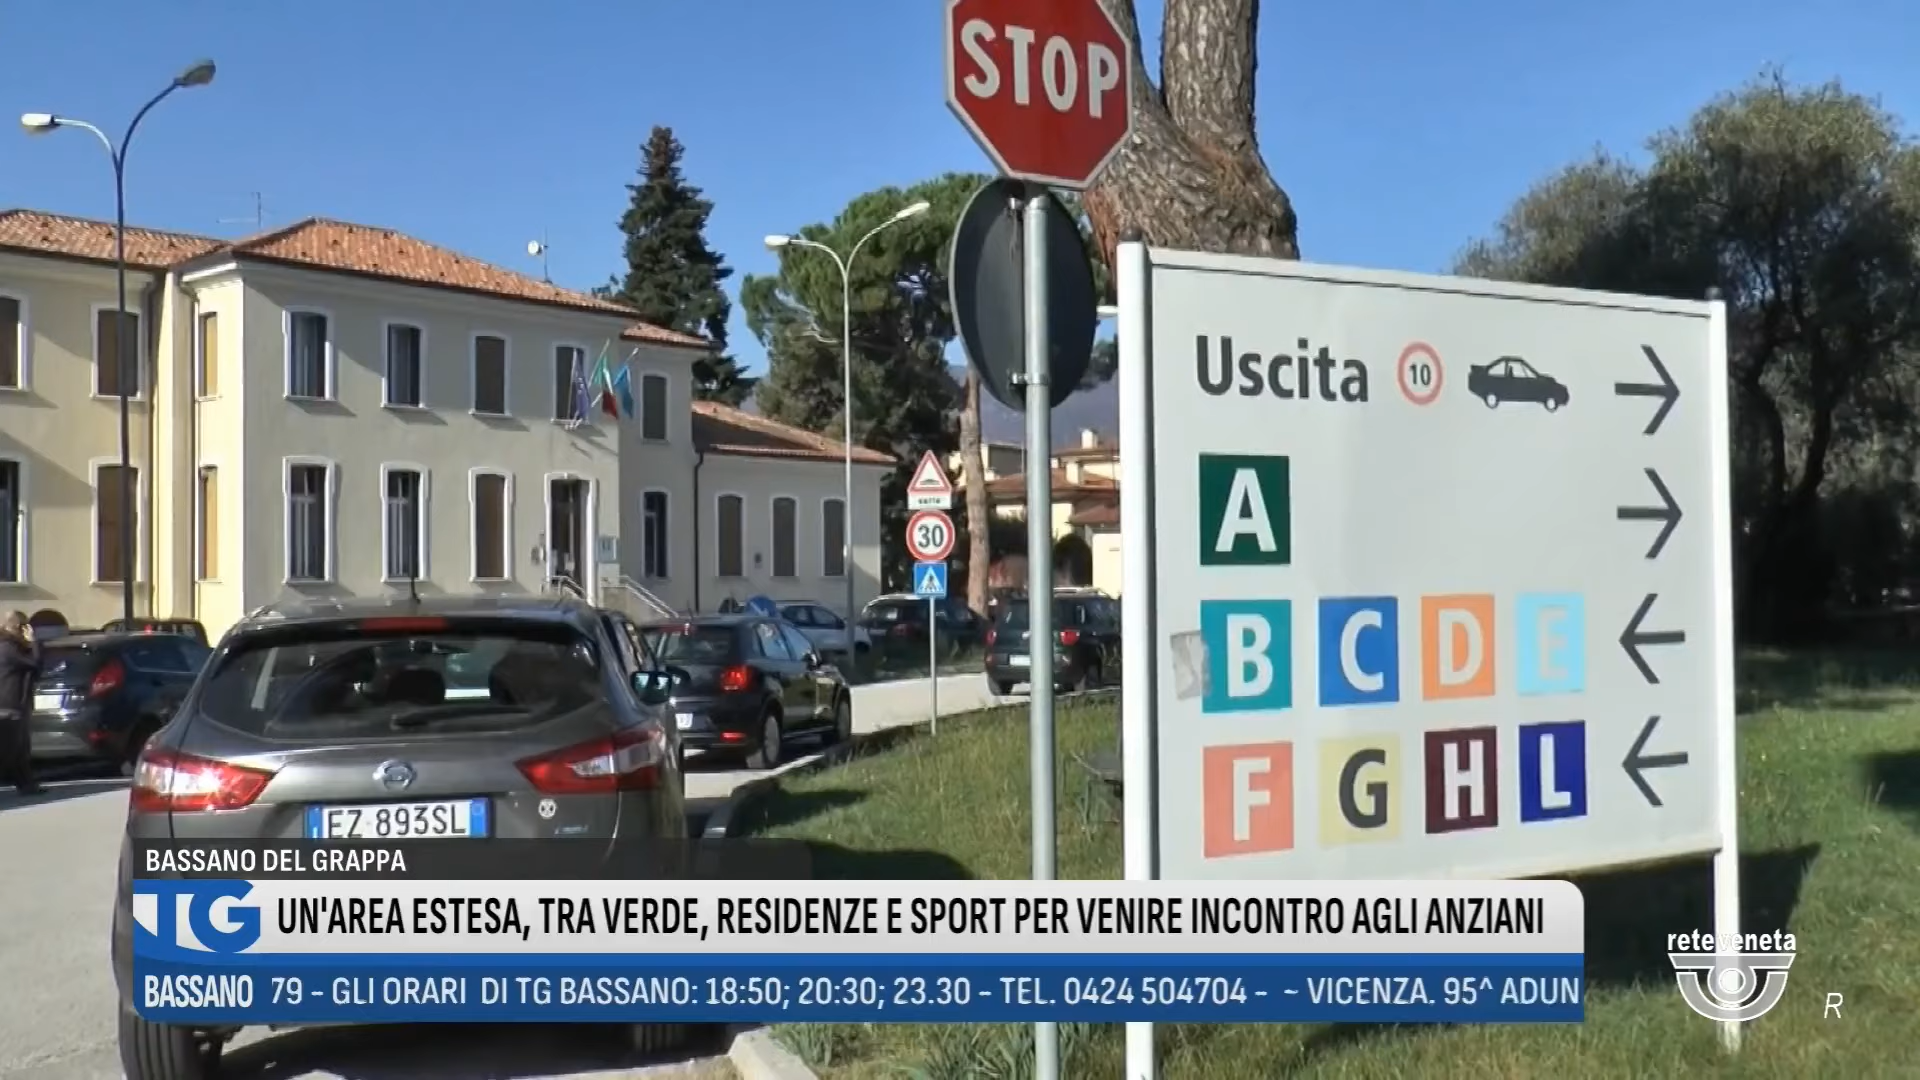 STOP
Uscita 10
A
30
B C D E
F G H L
EZ 893SL
BASSANO DEL GRAPPA
TG UN'AREA ESTESA, TRA VERDE, RESIDENZE E SPORT PER VENIRE INCONTRO AGLI ANZIANI
reteveneta
BASSANO 79 - GLI ORARI DI TG BASSANO: 18:50; 20:30; 23.30 - TEL. 0424 504704 - ~ VICENZA. 95^ ADUN
R